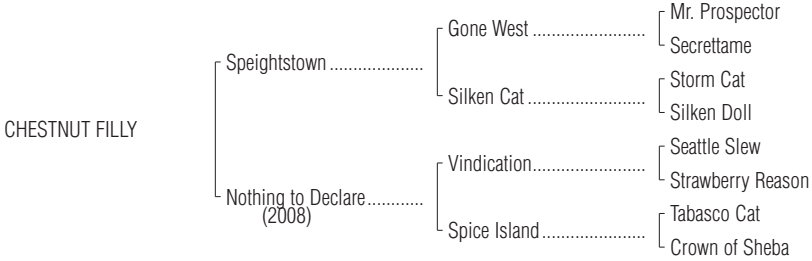 Mr. Prospector
Gone West ........................
Secrettame
Speightstown ....................
Storm Cat
Silken Cat .........................
Silken Doll
CHESTNUT FILLY
Seattle Slew
Vindication........................
Strawberry Reason
Nothing to Declare............
(2008)
Tabasco Cat
Spice Island......................
Crown of Sheba